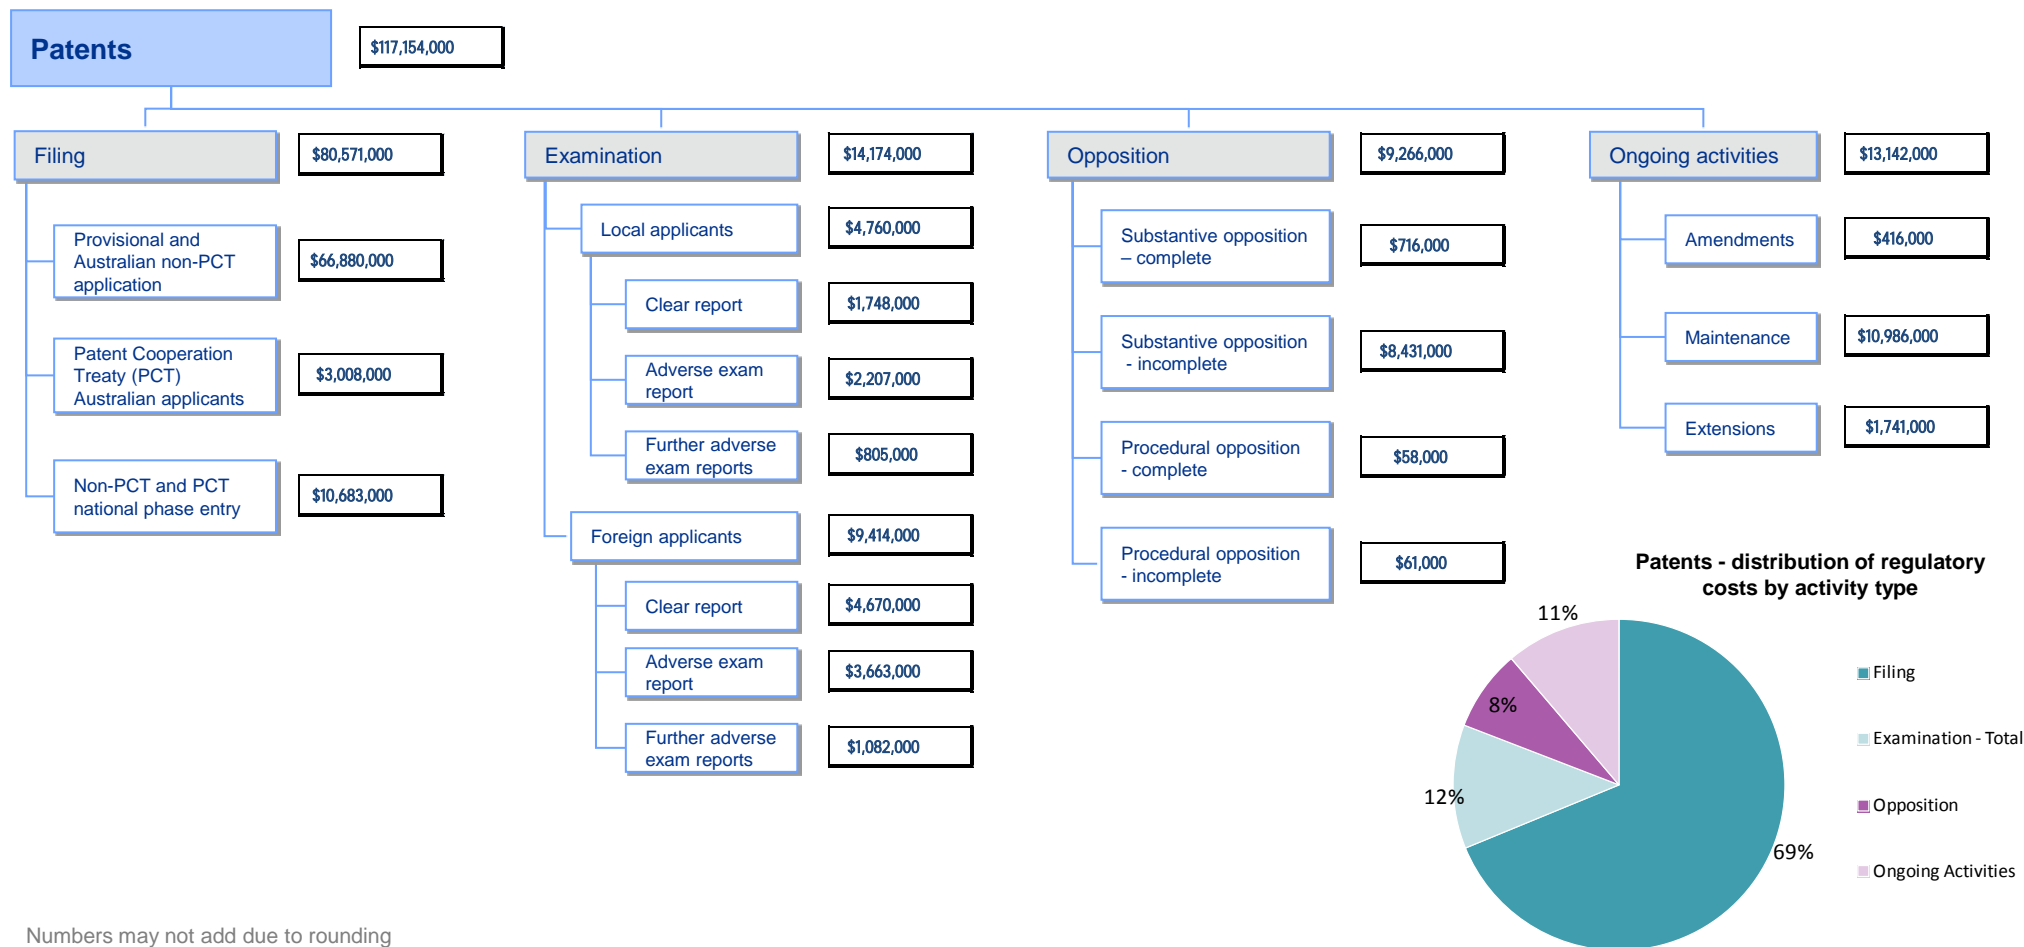 Patents
$117,154,000
Filing
$80,571,000
Provisional and
Australian non-PCT
application
$66,880,000
Patent Cooperation
Treaty (PCT)
Australian applicants
$3,008,000
Non-PCT and PCT
national phase entry
$10,683,000
Examination
$14,174,000
Local applicants
$4,760,000
Clear report
$1,748,000
Adverse exam
report
$2,207,000
Further adverse
exam reports
$805,000
Foreign applicants
$9,414,000
Clear report
$4,670,000
Adverse exam
report
$3,663,000
Further adverse
exam reports
$1,082,000
Opposition
$9,266,000
Substantive opposition
– complete
$716,000
Substantive opposition
- incomplete
$8,431,000
Procedural opposition
- complete
$58,000
Procedural opposition
- incomplete
$61,000
Ongoing activities
$13,142,000
Amendments
$416,000
Maintenance
$10,986,000
Extensions
$1,741,000
Patents - distribution of regulatory
costs by activity type
11%
8%
12%
69%
Filing
Examination - Total
Opposition
Ongoing Activities
Numbers may not add due to rounding